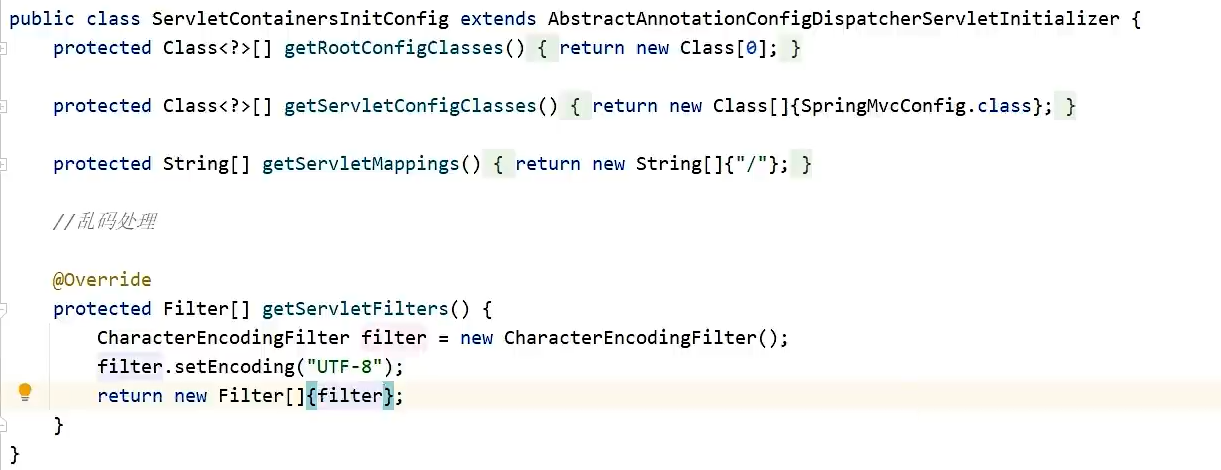 public class ServletContainersInitConfig extends AbstractAnnotationConfigDispatcherServletInitializer {
    protected Class<?>[] getRootConfigClasses() { return new Class[0]; }
    protected Class<?>[] getServletConfigClasses() { return new Class[]{SpringMvcConfig.class}; }
    protected String[] getServletMappings() { return new String[]{"/"}; }
    //乱码处理
    @Override
    protected Filter[] getServletFilters() {
        CharacterEncodingFilter filter = new CharacterEncodingFilter();
        filter.setEncoding("UTF-8");
        return new Filter[]{filter};
    }
}